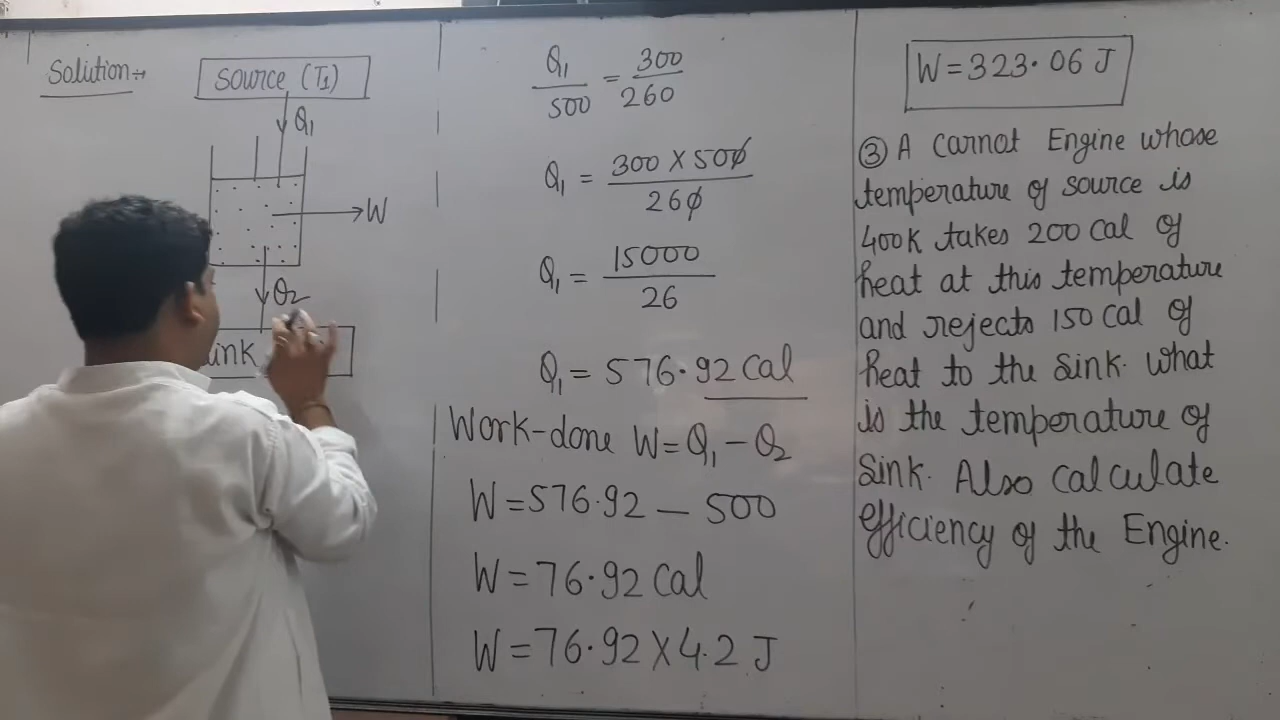 Solution:→
Source (T₁)
Q₁
W
Q₂
ink
Q₁/500 = 300/260
Q₁ = 300 × 500/260
Q₁ = 15000/26
Q₁ = 576.92 Cal
Work-done W = Q₁ - Q₂
W = 576.92 - 500
W = 76.92 Cal
W = 76.92 × 4.2 J
W = 323.06 J
③ A Carnot Engine whose
temperature of source is
400K takes 200 Cal of
heat at this temperature
and rejects 150 Cal of
heat to the Sink. What
is the temperature of
Sink. Also calculate
efficiency of the Engine.